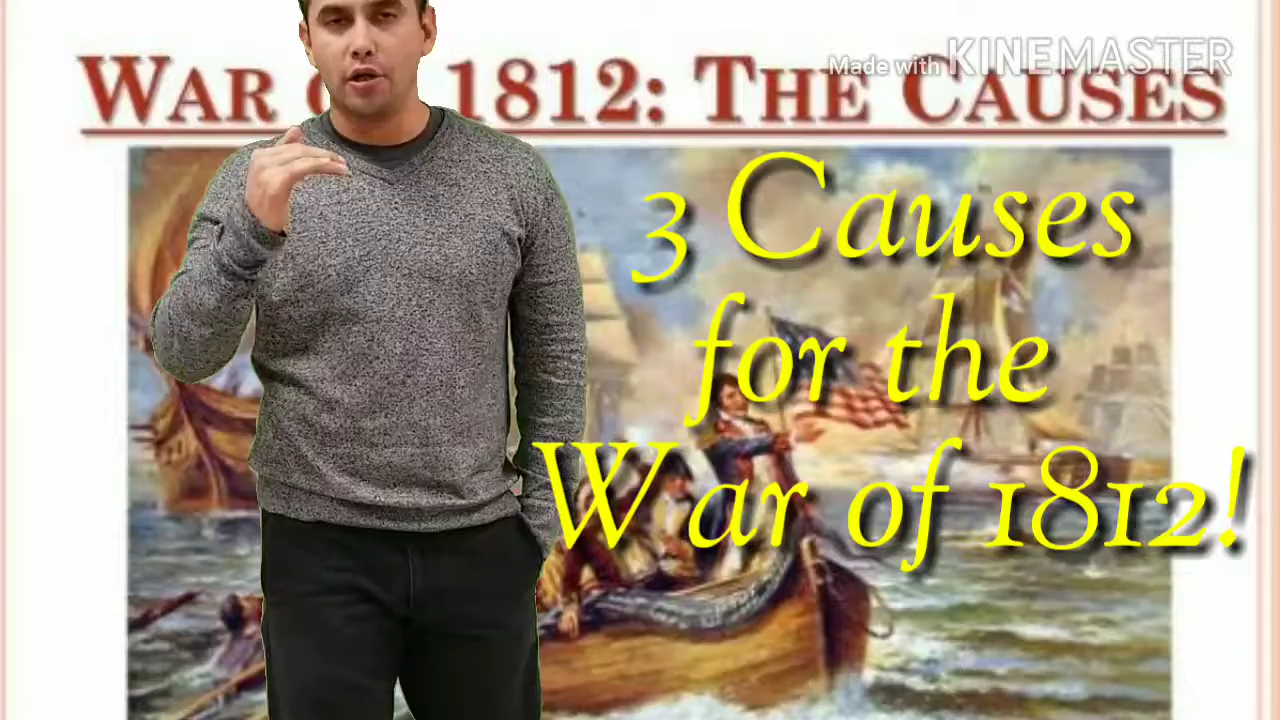 Made with KINEMASTER
WAR O 1812: THE CAUSES
3 Causes
for the
War of 1812!